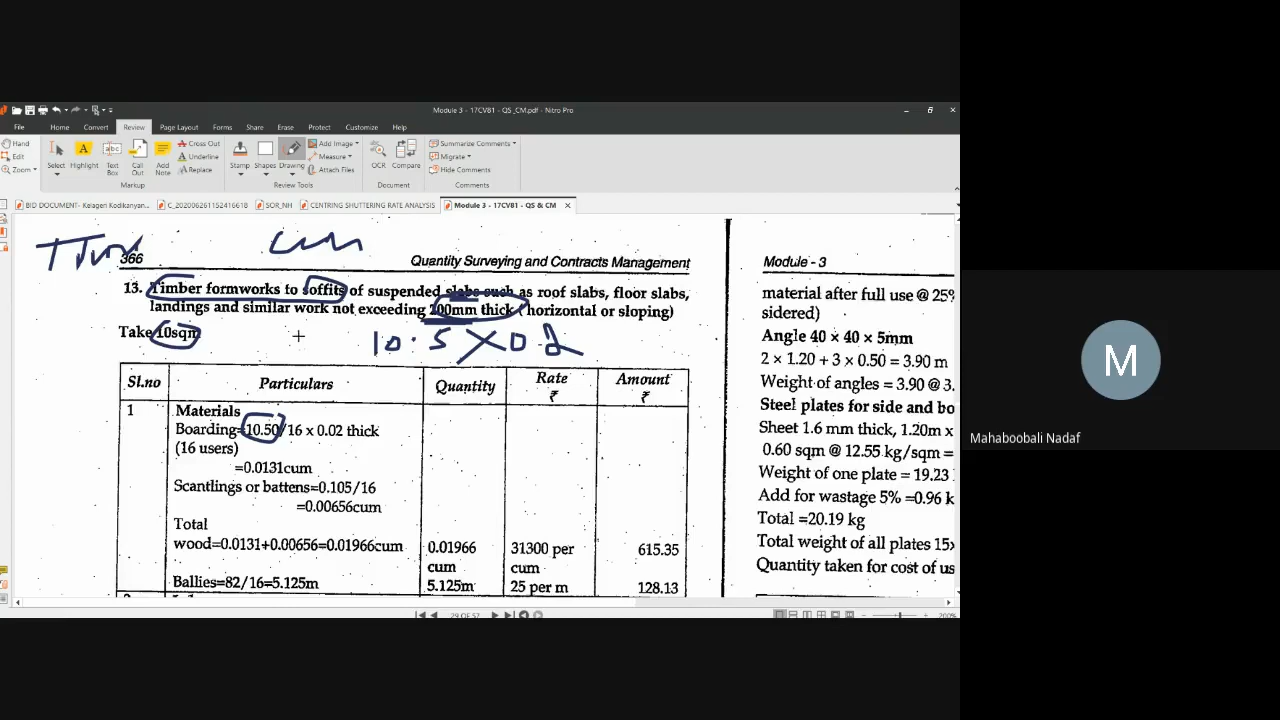 Module - 3 - 17CV81 - QS_CM.pdf - Nitro Pro
File Home Convert Review Page Layout Forms Share Erase Protect Customize Help
Hand
Edit
Zoom
Select
Highlight
Text Box
Call Out
Add Note
Cross Out
Underline
Replace
Markup
Stamp
Shapes
Drawing
Add Image
Measure
Attach Files
Review Tools
OCR
Compare
Document
Summarize Comments
Migrate
Hide Comments
Comments
BID DOCUMENT- Kelageri Kodikanyan... C_202006261152416618 SOR_NH CENTRING SHUTTERING RATE ANALYSIS Module 3 - 17CV81 - QS & CM
cum
366 Quantity Surveying and Contracts Management
13. Timber formworks to soffits of suspended slabs such as roof slabs, floor slabs,
landings and similar work not exceeding 200mm thick ( horizontal or sloping)
Take 10sqm
10.5 X 0.2
Sl.no Particulars Quantity Rate ₹ Amount ₹
1 Materials
Boarding=10.50/16 x 0.02 thick
(16 users)
=0.0131cum
Scantlings or battens=0.105/16
=0.00656cum
Total
wood=0.0131+0.00656=0.01966cum 0.01966 cum 31300 per cum 615.35
Ballies=82/16=5.125m 5.125m 25 per m 128.13
Module - 3
material after full use @ 25%
sidered)
Angle 40 × 40 × 5mm
2 × 1.20 + 3 × 0.50 = 3.90 m
Weight of angles = 3.90 @ 3.
Steel plates for side and bo
Sheet 1.6 mm thick, 1.20m x
0.60 sqm @ 12.55 kg/sqm =
Weight of one plate = 19.23
Add for wastage 5% =0.96 k
Total =20.19 kg
Total weight of all plates 15x
Quantity taken for cost of us
29 OF 57
200%
M
Mahaboobali Nadaf